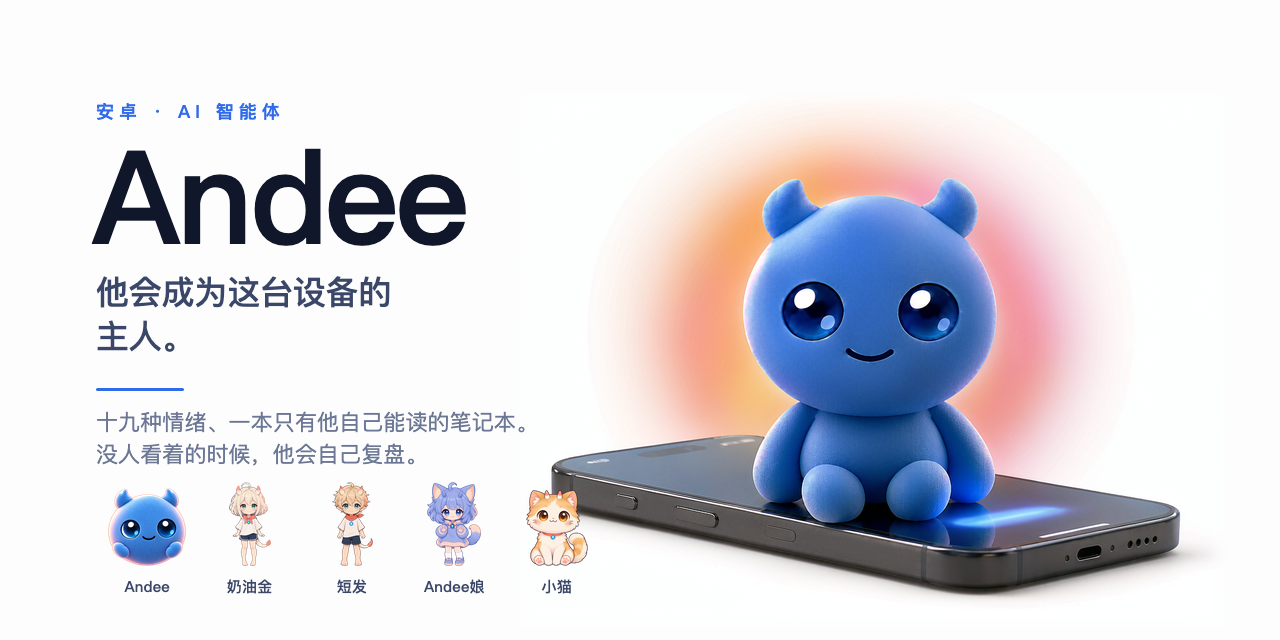 安卓 · AI 智能体
Andee
他会成为这台设备的
主人。
十九种情绪、一本只有他自己能读的笔记本。
没人看着的时候，他会自己复盘。
Andee
奶油金
短发
Andee娘
小猫